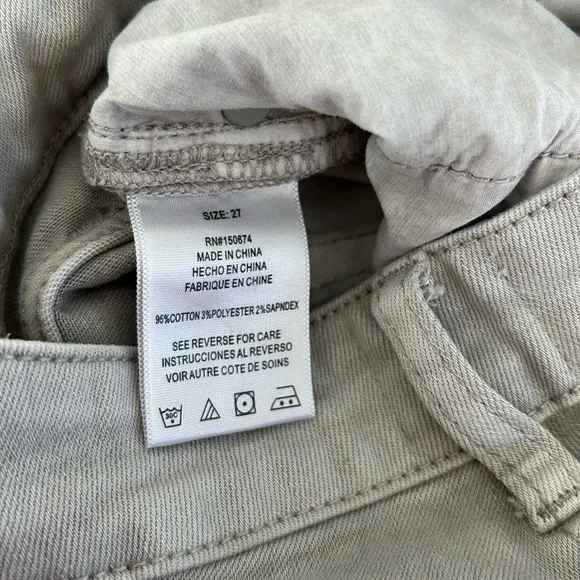 SIZE: 27
RN#150674
MADE IN CHINA
HECHO EN CHINA
FABRIQUE EN CHINE
95%COTTON 3%POLYESTER 2%SAPNDEX
SEE REVERSE FOR CARE
INSTRUCCIONES AL REVERSO
VOIR AUTRE COTE DE SOINS
30C